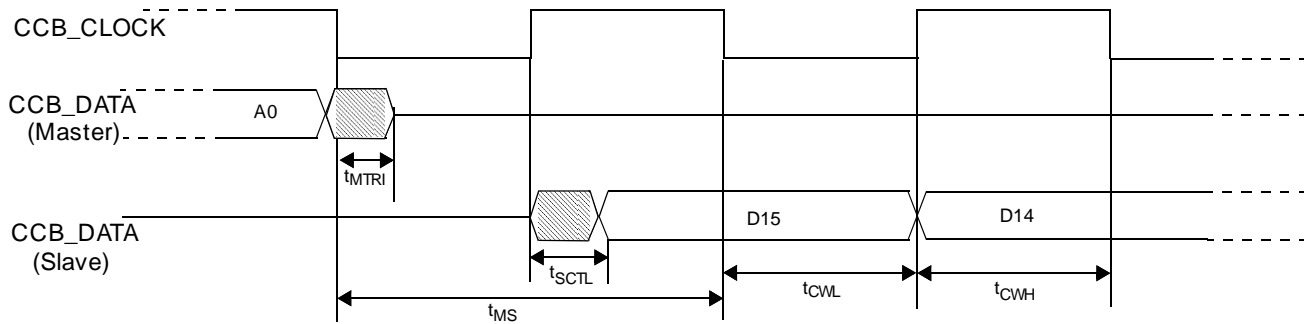 CCB_CLOCK
CCB_DATA
(Master)
A0
tMTRI
CCB_DATA
(Slave)
D15
D14
tSCTL
tCWL
tCWH
tMS